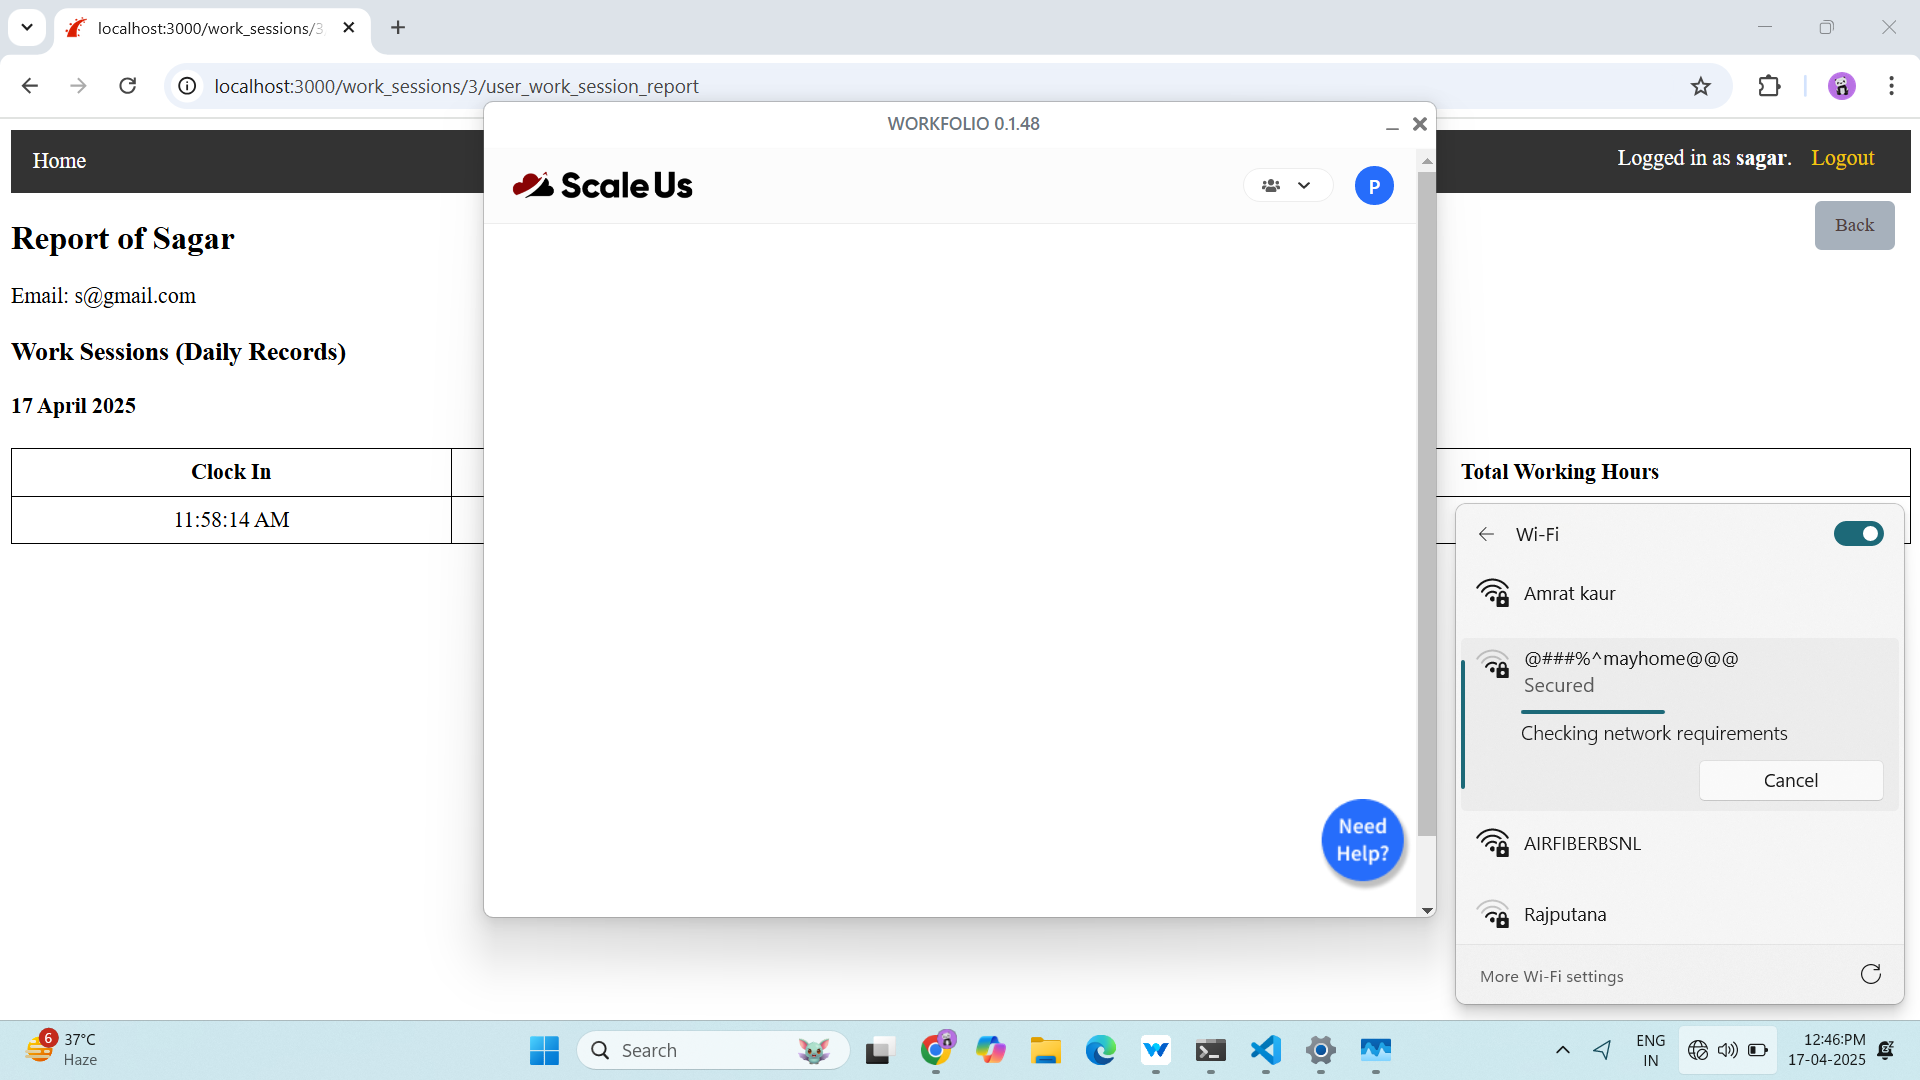 localhost:3000/work_sessions/3
localhost:3000/work_sessions/3/user_work_session_report
WORKFOLIO 0.1.48
Home
Scale Us
P
Logged in as sagar. Logout
Back
Report of Sagar
Email: s@gmail.com
Work Sessions (Daily Records)
17 April 2025
Clock In
Total Working Hours
11:58:14 AM
Need
Help?
Wi-Fi
Amrat kaur
@###%^mayhome@@@
Secured
Checking network requirements
Cancel
AIRFIBERBSNL
Rajputana
More Wi-Fi settings
6
37°C
Haze
Search
ENG
IN
12:46:PM
17-04-2025